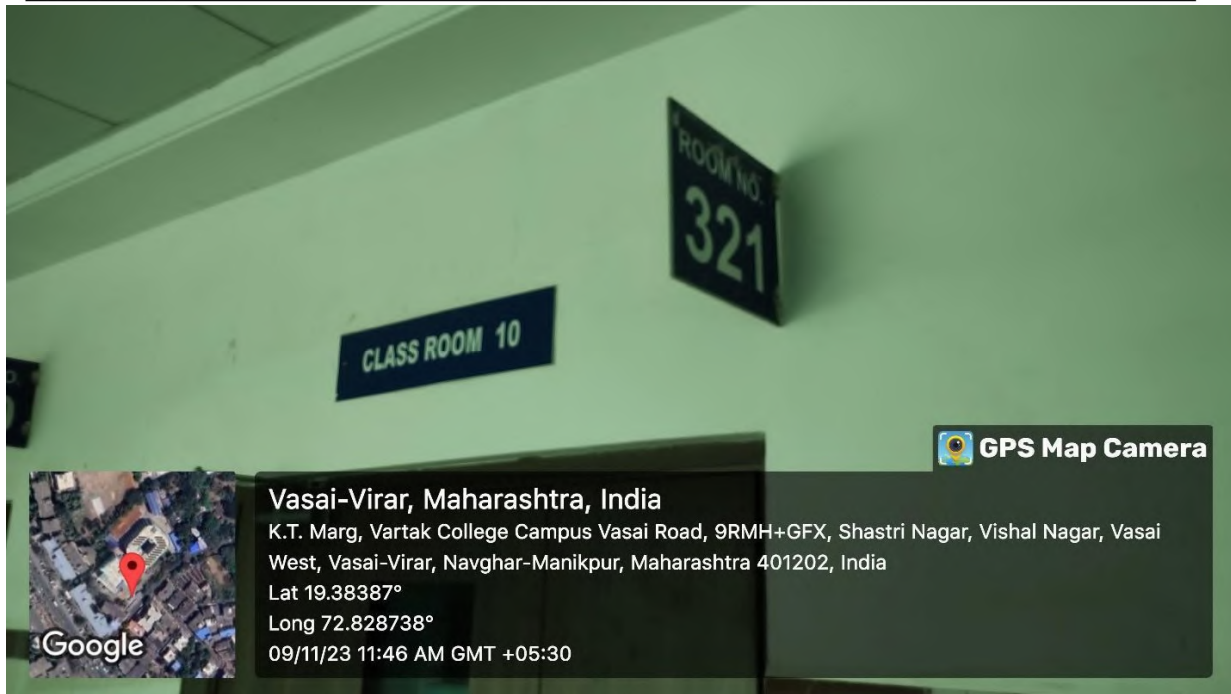 ROOM NO.
321
CLASS ROOM 10
GPS Map Camera
Vasai-Virar, Maharashtra, India
K.T. Marg, Vartak College Campus Vasai Road, 9RMH+GFX, Shastri Nagar, Vishal Nagar, Vasai
West, Vasai-Virar, Navghar-Manikpur, Maharashtra 401202, India
Lat 19.38387°
Long 72.828738°
09/11/23 11:46 AM GMT +05:30
Google